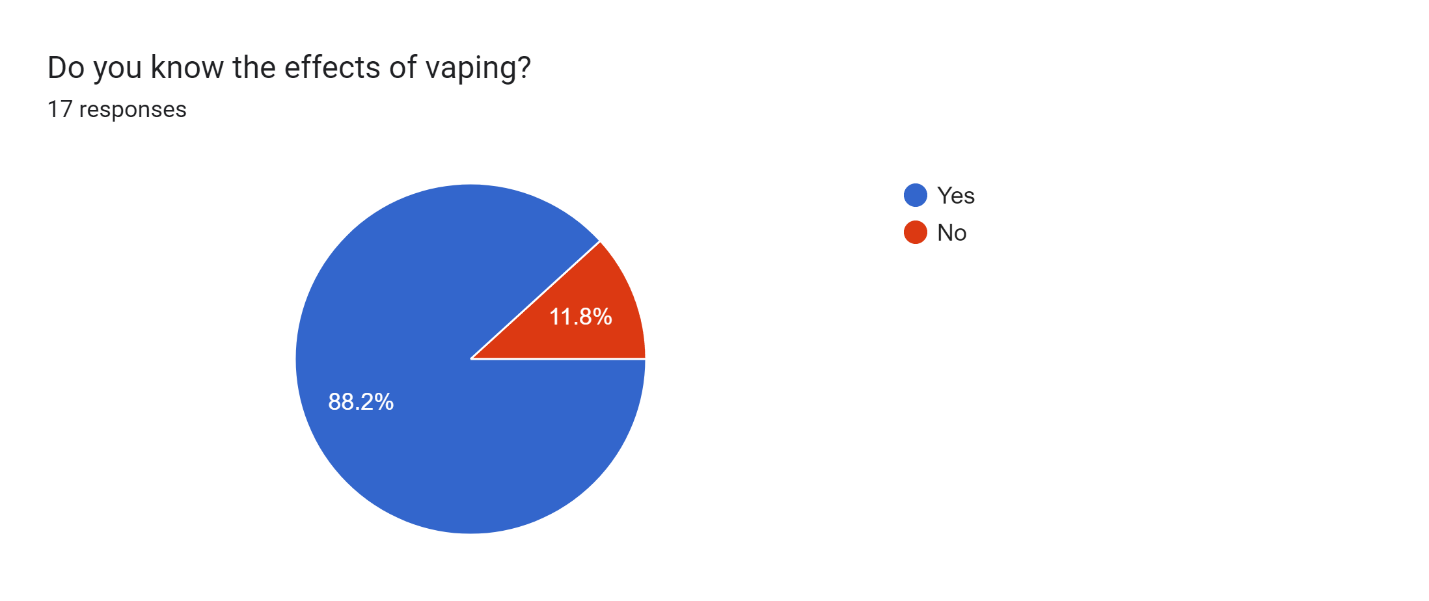 Do you know the effects of vaping?
17 responses
Yes
No
11.8%
88.2%